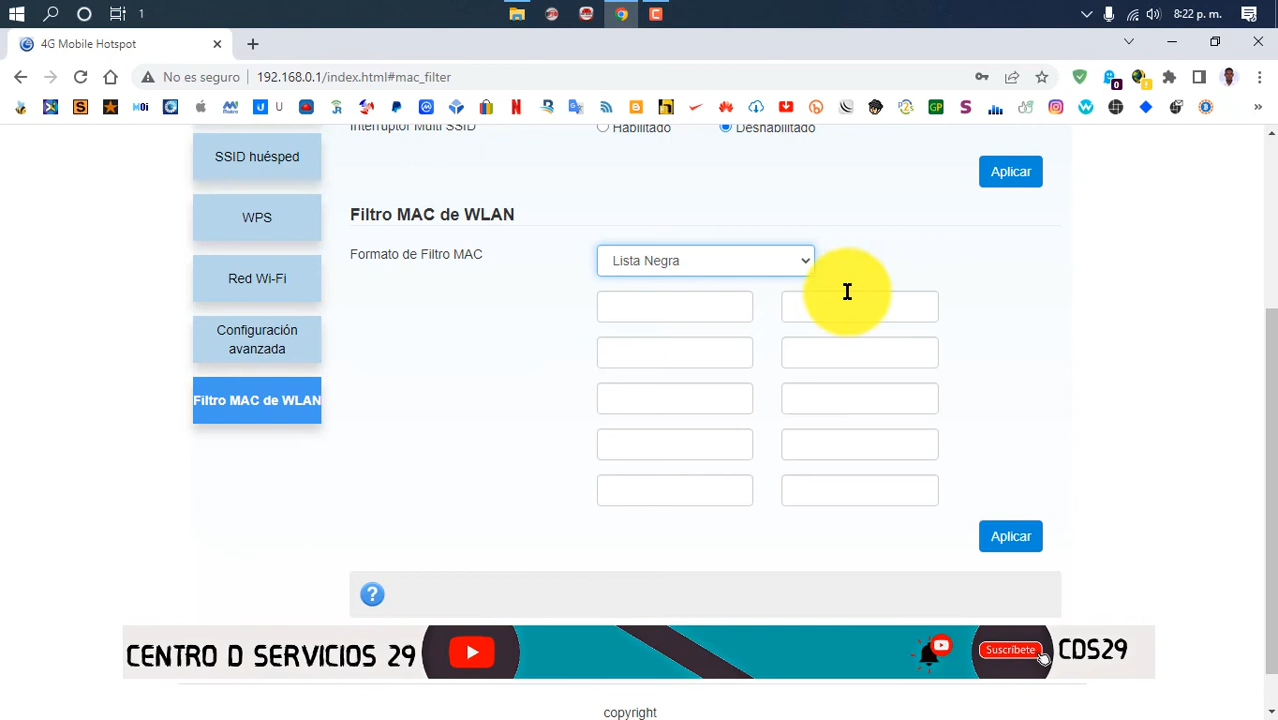 1
8:22 p. m.
4G Mobile Hotspot
No es seguro
192.168.0.1/index.html#mac_filter
0
U
GP
S
N
Interruptor Multi SSID
Habilitado
Deshabilitado
SSID huésped
Aplicar
Filtro MAC de WLAN
WPS
Formato de Filtro MAC
Lista Negra
Red Wi-Fi
Configuración
avanzada
Filtro MAC de WLAN
Aplicar
?
CENTRO D SERVICIOS 29
Suscríbete
CDS29
copyright